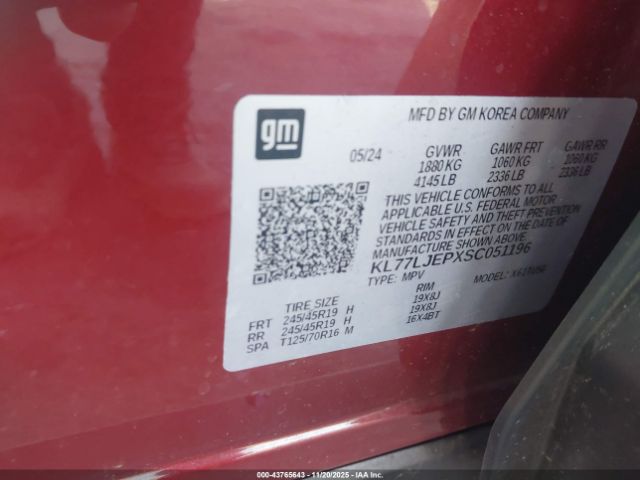 gm
MFD BY GM KOREA COMPANY
05/24 GVWR GAWR FRT GAWR RR
1880 KG 1060 KG 1060 KG
4145 LB 2336 LB 2336 LB
THIS VEHICLE CONFORMS TO ALL
APPLICABLE U.S. FEDERAL MOTOR
VEHICLE SAFETY AND THEFT PREVENTION
STANDARDS IN EFFECT ON THE DATE OF
MANUFACTURE SHOWN ABOVE.
KL77LJEPXSC051196
TYPE: MPV MODEL:
TIRE SIZE RIM
FRT 245/45R19 H 19X8J
RR 245/45R19 H 19X8J
SPA T125/70R16 M 16X4BT
000-43765643 - 11/20/2025 - IAAI.COM